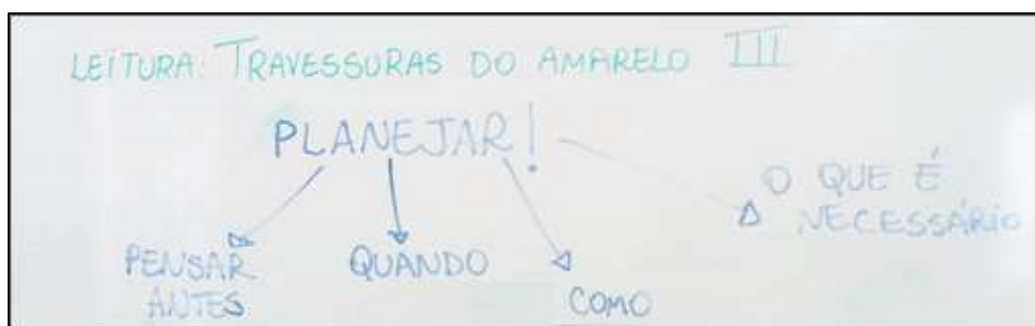 LEITURA: TRAVESSURAS DO AMARELO III
PLANEJAR!
PENSAR
ANTES
QUANDO
COMO
O QUE É
NECESSÁRIO